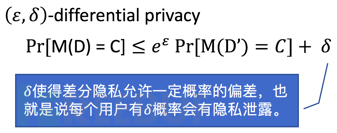 (ε, δ)-differential privacy
Pr[M(D) = C] ≤ e^ε Pr[M(D’) = C] + δ
δ使得差分隐私允许一定概率的偏差，也
就是说每个用户有δ概率会有隐私泄露。